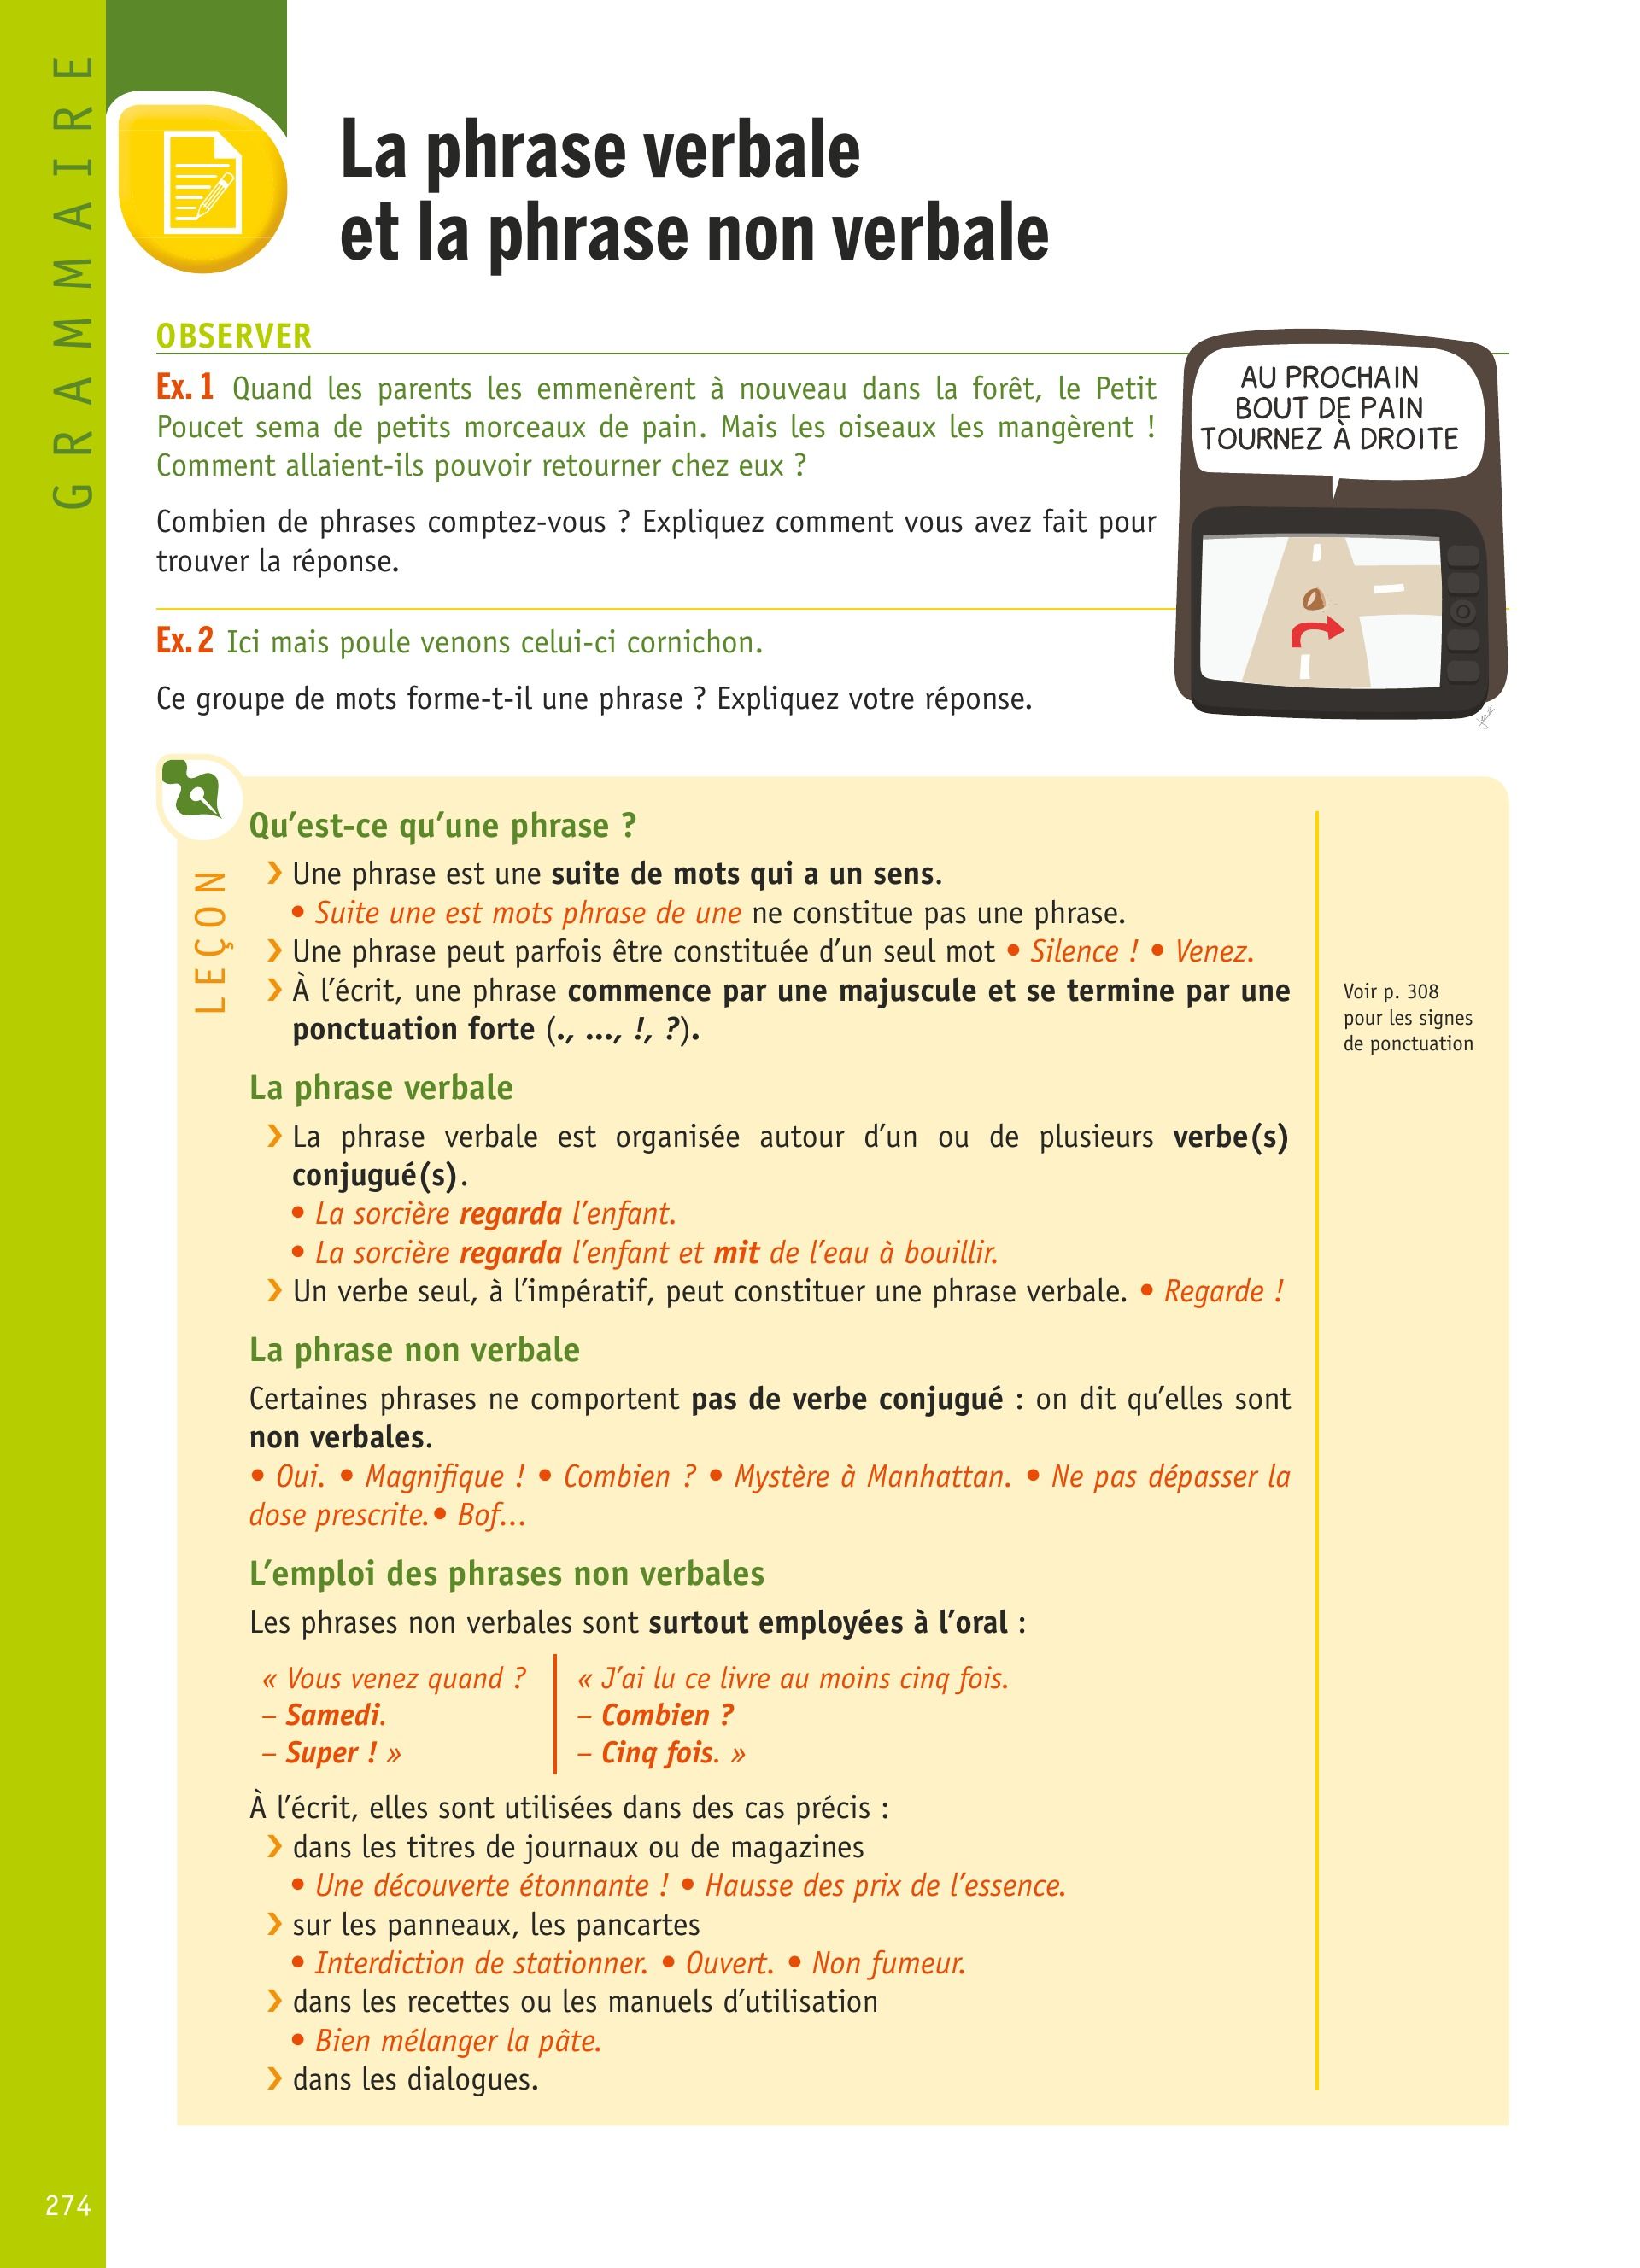 GRAMMAIRE
La phrase verbale
et la phrase non verbale
OBSERVER
Ex. 1 Quand les parents les emmenèrent à nouveau dans la forêt, le Petit
Poucet sema de petits morceaux de pain. Mais les oiseaux les mangèrent !
Comment allaient-ils pouvoir retourner chez eux ?
Combien de phrases comptez-vous ? Expliquez comment vous avez fait pour
trouver la réponse.
AU PROCHAIN
BOUT DE PAIN
TOURNEZ À DROITE
Ex. 2 Ici mais poule venons celui-ci cornichon.
Ce groupe de mots forme-t-il une phrase ? Expliquez votre réponse.
LEÇON
Qu’est-ce qu’une phrase ?
❯ Une phrase est une suite de mots qui a un sens.
• Suite une est mots phrase de une ne constitue pas une phrase.
❯ Une phrase peut parfois être constituée d’un seul mot • Silence ! • Venez.
❯ À l’écrit, une phrase commence par une majuscule et se termine par une
ponctuation forte (., …, !, ?).
Voir p. 308
pour les signes
de ponctuation
La phrase verbale
❯ La phrase verbale est organisée autour d’un ou de plusieurs verbe(s)
conjugué(s).
• La sorcière regarda l’enfant.
• La sorcière regarda l’enfant et mit de l’eau à bouillir.
❯ Un verbe seul, à l’impératif, peut constituer une phrase verbale. • Regarde !
La phrase non verbale
Certaines phrases ne comportent pas de verbe conjugué : on dit qu’elles sont
non verbales.
• Oui. • Magnifique ! • Combien ? • Mystère à Manhattan. • Ne pas dépasser la
dose prescrite. • Bof…
L’emploi des phrases non verbales
Les phrases non verbales sont surtout employées à l’oral :
« Vous venez quand ?
– Samedi.
– Super ! »
« J’ai lu ce livre au moins cinq fois.
– Combien ?
– Cinq fois. »
À l’écrit, elles sont utilisées dans des cas précis :
❯ dans les titres de journaux ou de magazines
• Une découverte étonnante ! • Hausse des prix de l’essence.
❯ sur les panneaux, les pancartes
• Interdiction de stationner. • Ouvert. • Non fumeur.
❯ dans les recettes ou les manuels d’utilisation
• Bien mélanger la pâte.
❯ dans les dialogues.
274